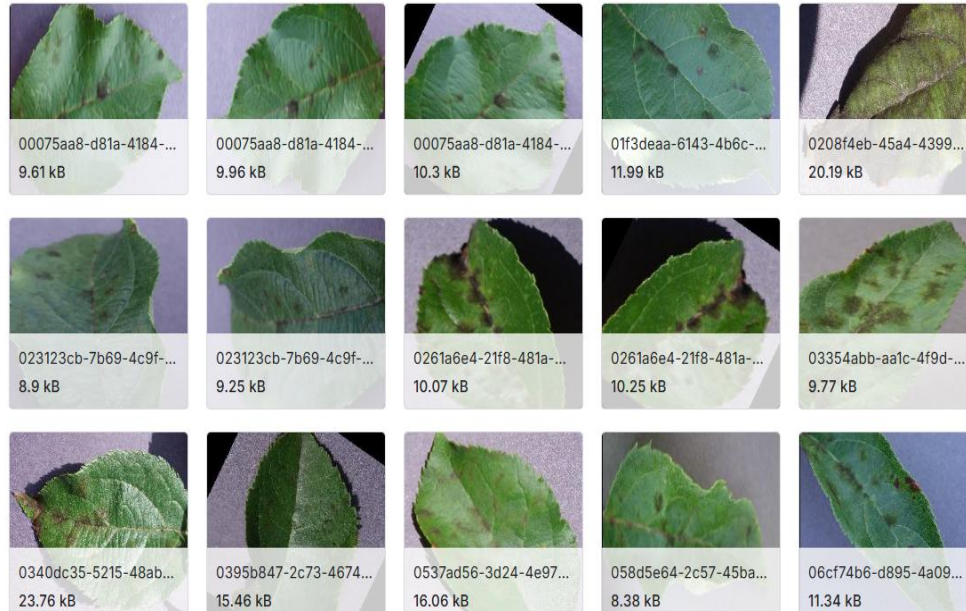 00075aa8-d81a-4184-...
9.61 kB
00075aa8-d81a-4184-...
9.96 kB
00075aa8-d81a-4184-...
10.3 kB
01f3deaa-6143-4b6c-...
11.99 kB
0208f4eb-45a4-4399...
20.19 kB
023123cb-7b69-4c9f-...
8.9 kB
023123cb-7b69-4c9f-...
9.25 kB
0261a6e4-21f8-481a-...
10.07 kB
0261a6e4-21f8-481a-...
10.25 kB
03354abb-aa1c-4f9d-...
9.77 kB
0340dc35-5215-48ab...
23.76 kB
0395b847-2c73-4674...
15.46 kB
0537ad56-3d24-4e97...
16.06 kB
058d5e64-2c57-45ba...
8.38 kB
06cf74b6-d895-4a09...
11.34 kB